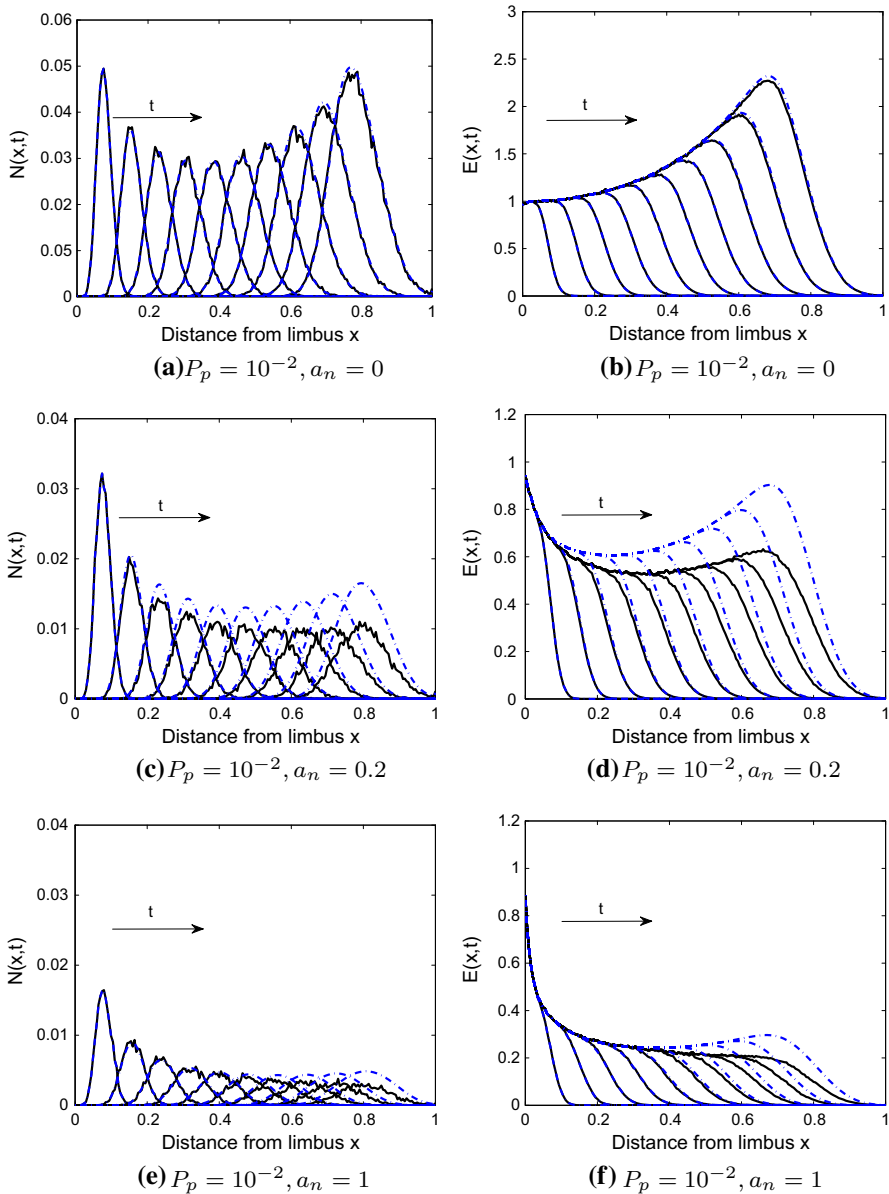 0.06
0.05
0.04
0.03
0.02
0.05
0
N(x,t)
t
0 0.2 0.4 0.6 0.8 1
Distance from limbus x
(a) P_p = 10^{-2}, a_n = 0
3
2.5
2
1.5
1
0.5
0
E(x,t)
t
0 0.2 0.4 0.6 0.8 1
Distance from limbus x
(b) P_p = 10^{-2}, a_n = 0
0.04
0.03
0.02
0.01
0
N(x,t)
t
0 0.2 0.4 0.6 0.8 1
Distance from limbus x
(c) P_p = 10^{-2}, a_n = 0.2
1.2
1
0.8
0.6
0.4
0.2
0
E(x,t)
t
0 0.2 0.4 0.6 0.8 1
Distance from limbus x
(d) P_p = 10^{-2}, a_n = 0.2
0.04
0.03
0.02
0.01
0
N(x,t)
t
0 0.2 0.4 0.6 0.8 1
Distance from limbus x
(e) P_p = 10^{-2}, a_n = 1
1.2
1
0.8
0.6
0.4
0.2
0
E(x,t)
t
0 0.2 0.4 0.6 0.8 1
Distance from limbus x
(f) P_p = 10^{-2}, a_n = 1